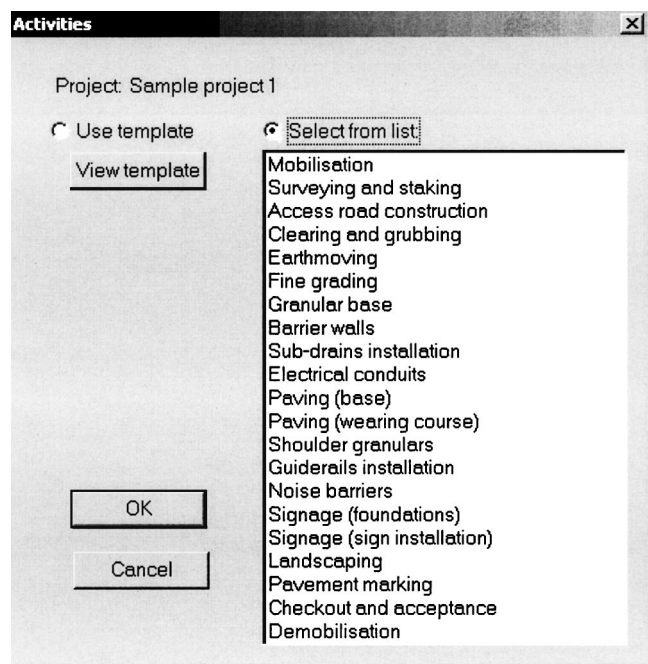 Activities
Project: Sample project 1
Use template
Select from list:
View template
Mobilisation
Surveying and staking
Access road construction
Clearing and grubbing
Earthmoving
Fine grading
Granular base
Barrier walls
Sub-drains installation
Electrical conduits
Paving (base)
Paving (wearing course)
Shoulder granulars
Guiderails installation
Noise barriers
Signage (foundations)
Signage (sign installation)
Landscaping
Pavement marking
Checkout and acceptance
Demobilisation
OK
Cancel